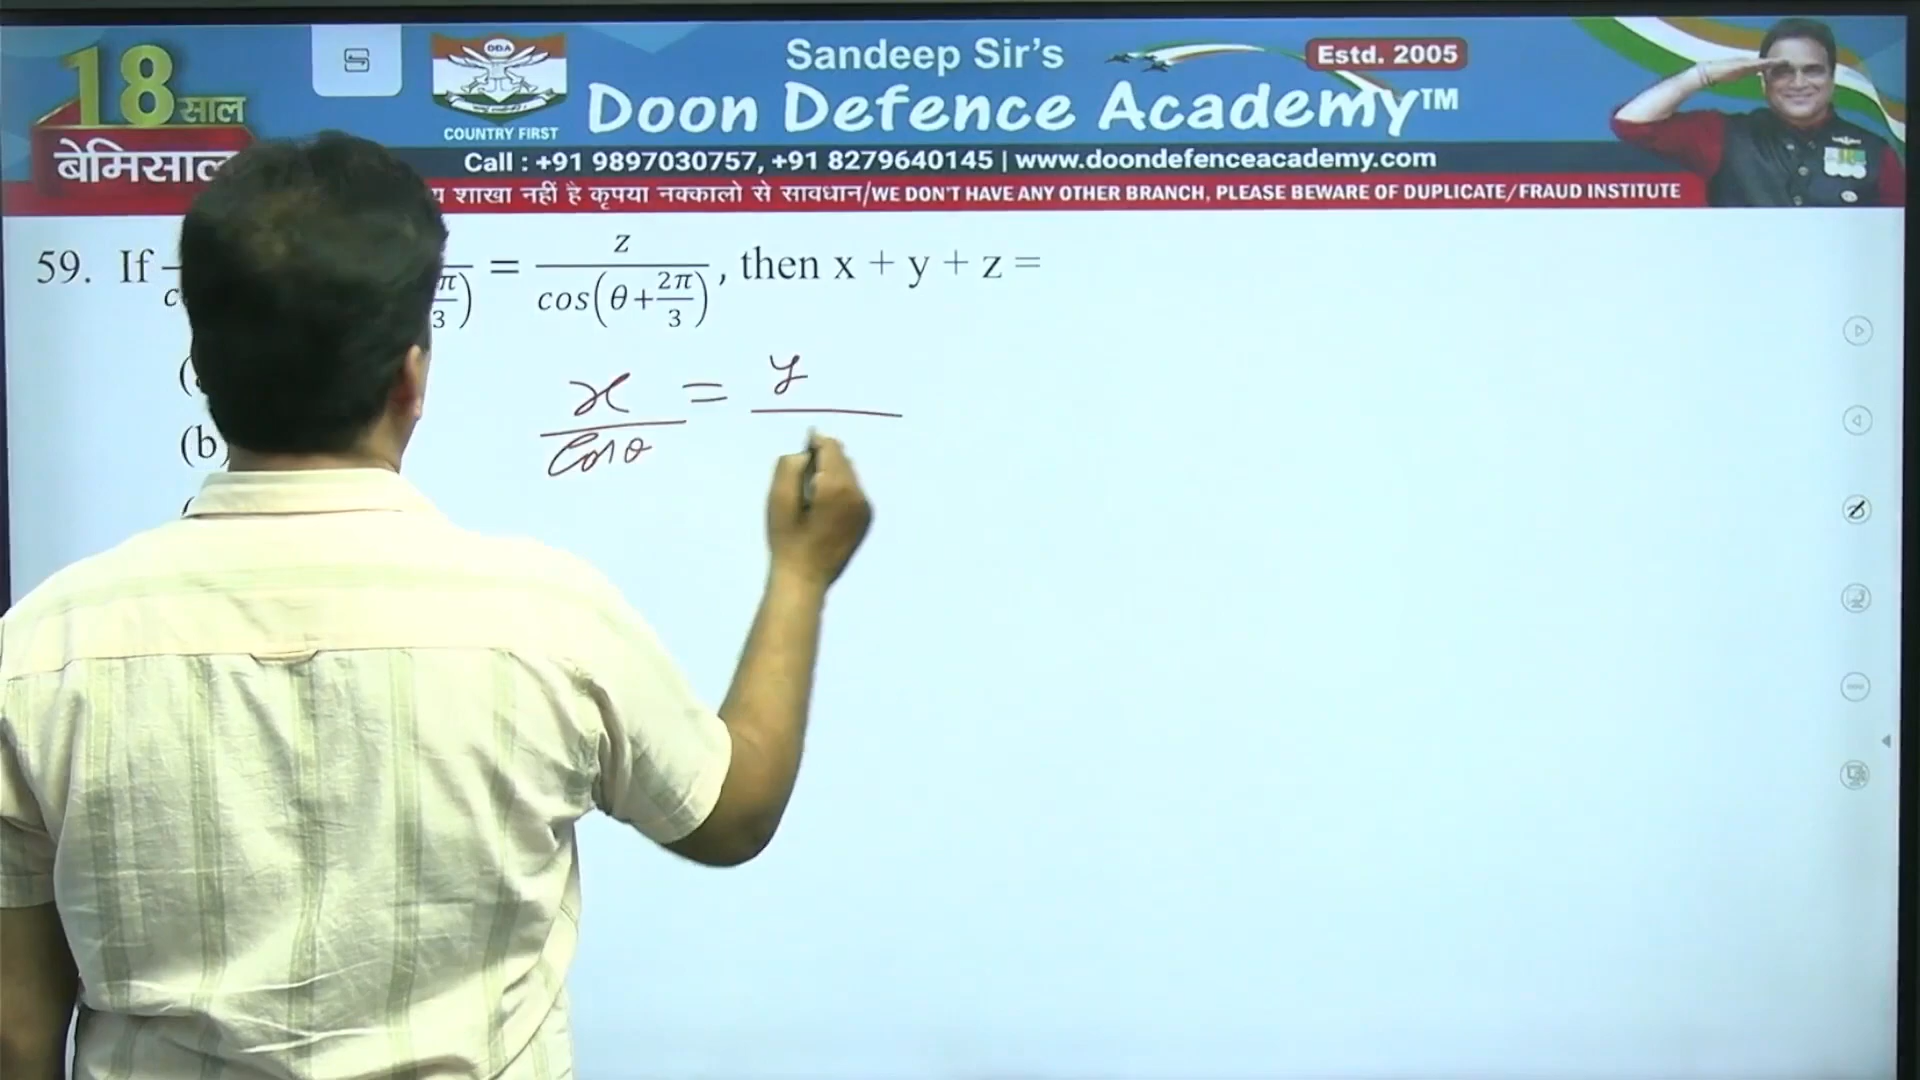 18 साल
बेमिसाल
DDA
COUNTRY FIRST
Sandeep Sir's
Estd. 2005
Doon Defence Academy™
Call : +91 9897030757, +91 8279640145 | www.doondefenceacademy.com
शाखा नहीं है कृपया नक्कालो से सावधान/WE DON'T HAVE ANY OTHER BRANCH, PLEASE BEWARE OF DUPLICATE/FRAUD INSTITUTE
59. If π/3) = z/cos(θ+2π/3), then x + y + z =
x/cosθ = y
(b